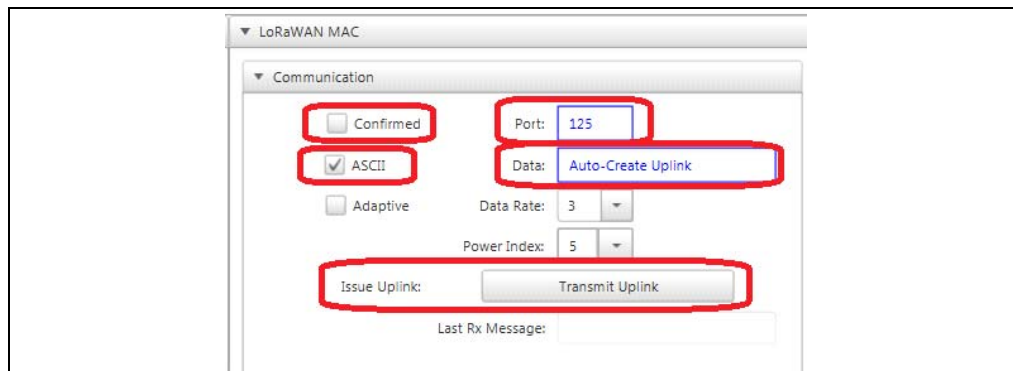 LoRaWAN MAC
Communication
Confirmed Port: 125
ASCII Data: Auto-Create Uplink
Adaptive Data Rate: 3
Power Index: 5
Issue Uplink: Transmit Uplink
Last Rx Message: